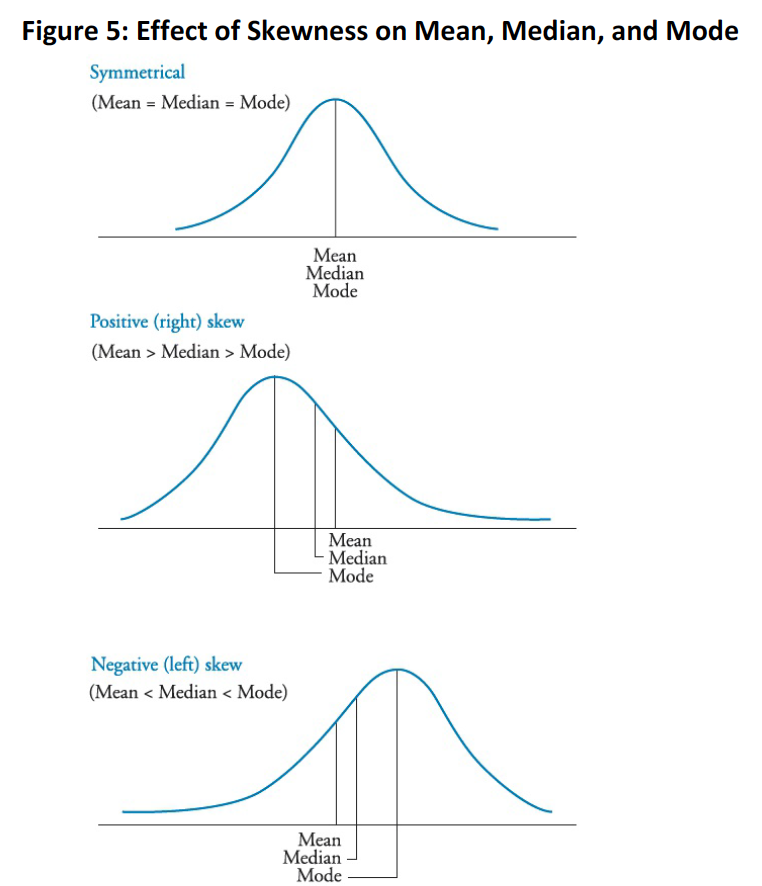 Figure 5: Effect of Skewness on Mean, Median, and Mode
Symmetrical
(Mean = Median = Mode)
Mean
Median
Mode
Positive (right) skew
(Mean > Median > Mode)
Mean
Median
Mode
Negative (left) skew
(Mean < Median < Mode)
Mean
Median
Mode